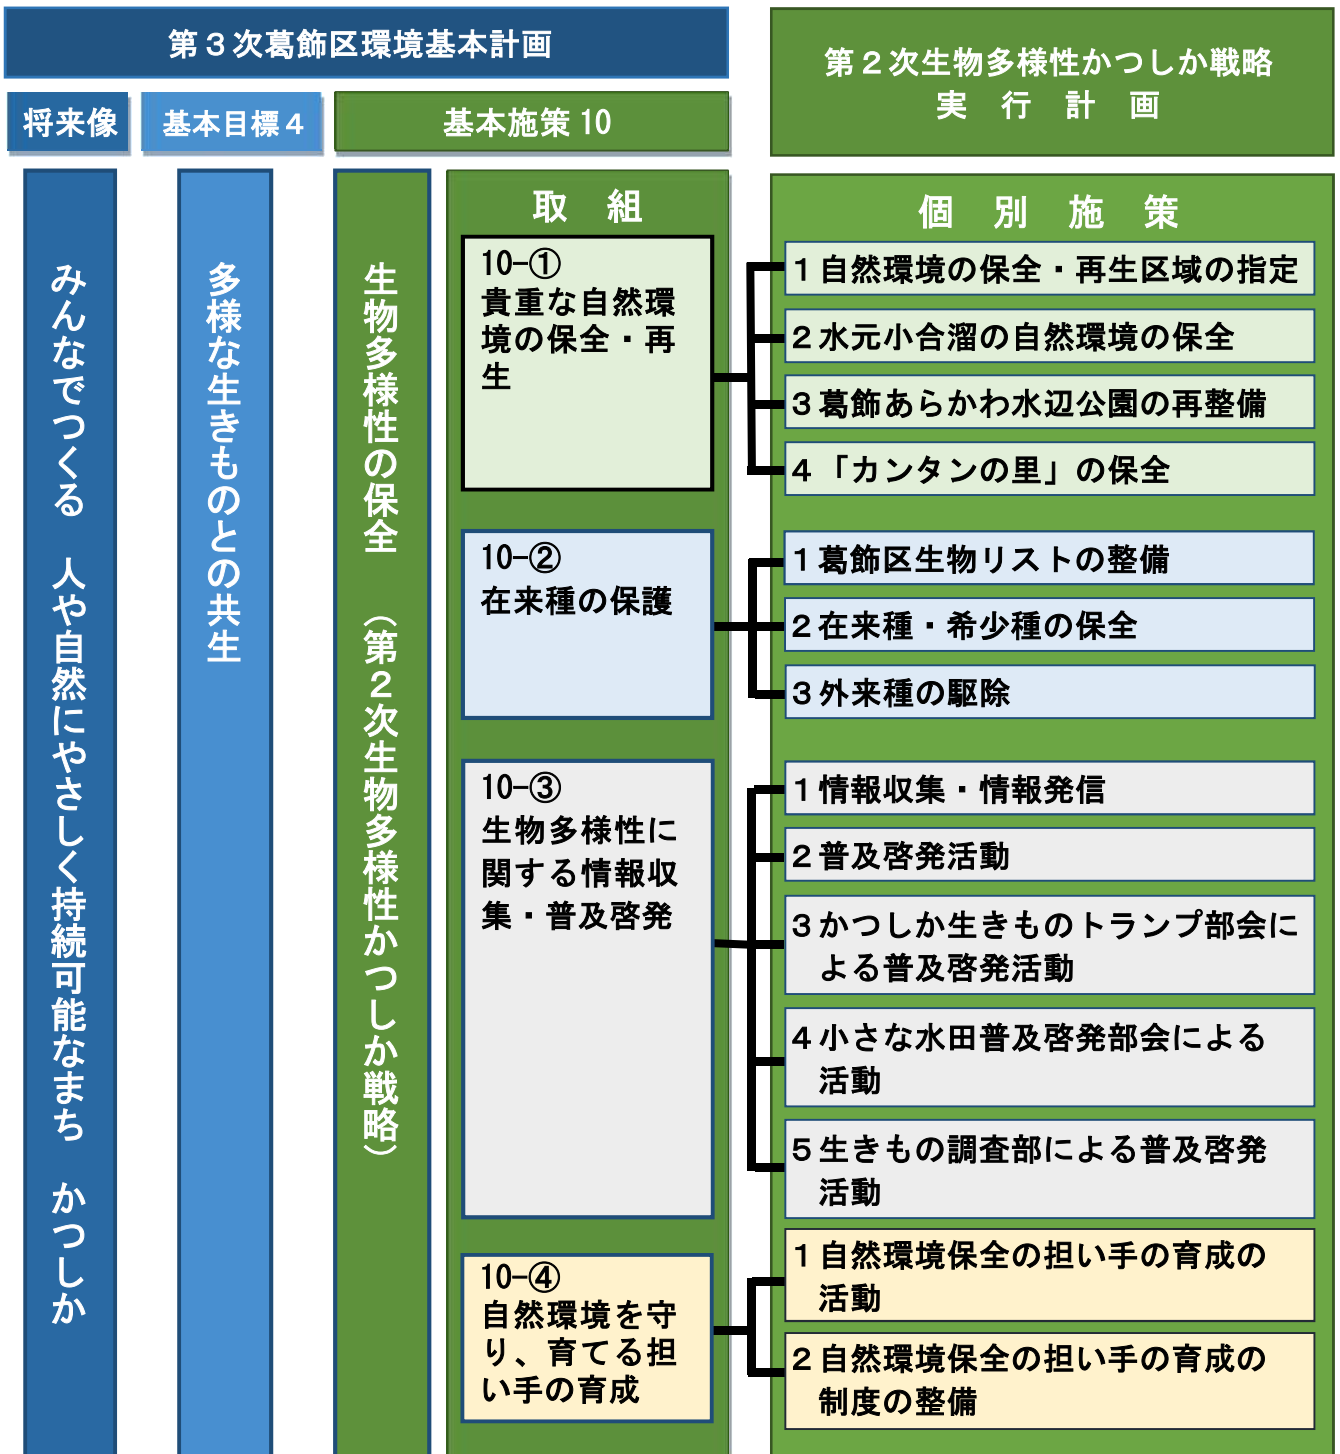 第３次葛飾区環境基本計画
将来像
基本目標４
基本施策 10
みんなでつくる　人や自然にやさしく持続可能なまち　かつしか
多様な生きものとの共生
生物多様性の保全　（第２次生物多様性かつしか戦略）
取　組
10-①
貴重な自然環
境の保全・再
生
10-②
在来種の保護
10-③
生物多様性に
関する情報収
集・普及啓発
10-④
自然環境を守
り、育てる担
い手の育成
第２次生物多様性かつしか戦略
実　行　計　画
個　別　施　策
１自然環境の保全・再生区域の指定
２水元小合溜の自然環境の保全
３葛飾あらかわ水辺公園の再整備
４「カンタンの里」の保全
１葛飾区生物リストの整備
２在来種・希少種の保全
３外来種の駆除
１情報収集・情報発信
２普及啓発活動
３かつしか生きものトランプ部会に
よる普及啓発活動
４小さな水田普及啓発部会による
活動
５生きもの調査部による普及啓発
活動
１自然環境保全の担い手の育成の
活動
２自然環境保全の担い手の育成の
制度の整備